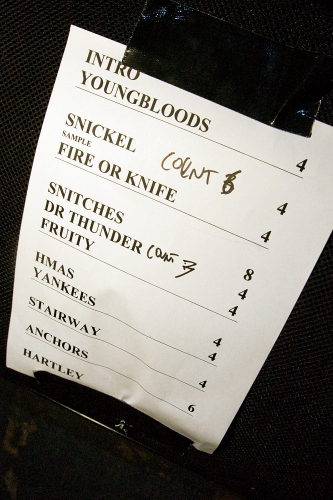 INTRO
YOUNGBLOODS 4
SNICKEL COUNT 4
SAMPLE
FIRE OR KNIFE 4
SNITCHES 8
DR THUNDER COUNT 3 4
FRUITY 4
HMAS 4
YANKEES 4
STAIRWAY 4
ANCHORS 6
HARTLEY